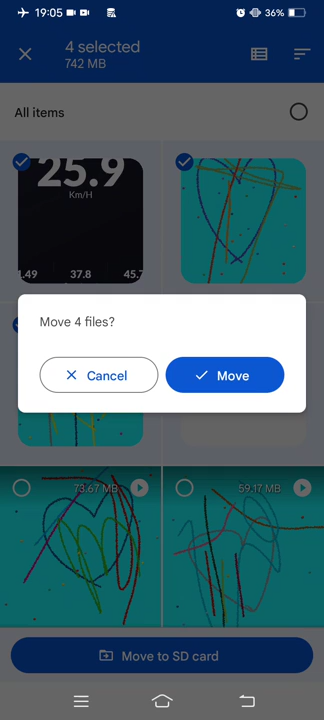 19:05
36%
4 selected
742 MB
All items
25.9
Km/H
1.49
37.8
45.7
Move 4 files?
Cancel
Move
73.67 MB
59.17 MB
Move to SD card